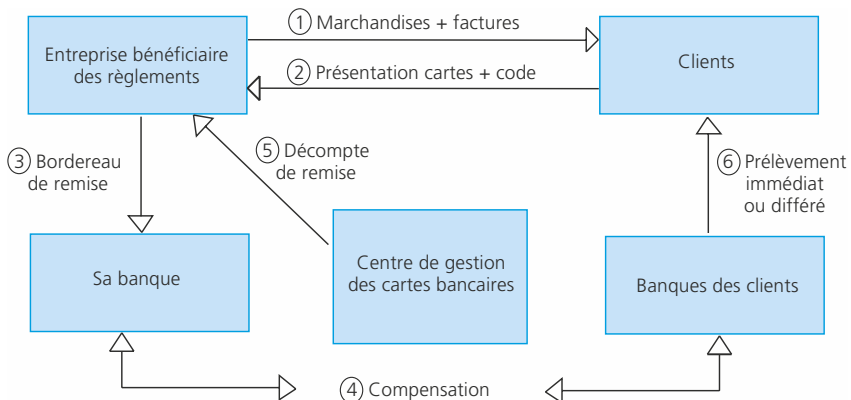 ① Marchandises + factures
Entreprise bénéficiaire
des règlements
Clients
② Présentation cartes + code
③ Bordereau
de remise
⑤ Décompte
de remise
⑥ Prélèvement
immédiat
ou différé
Sa banque
Centre de gestion
des cartes bancaires
Banques des clients
④ Compensation